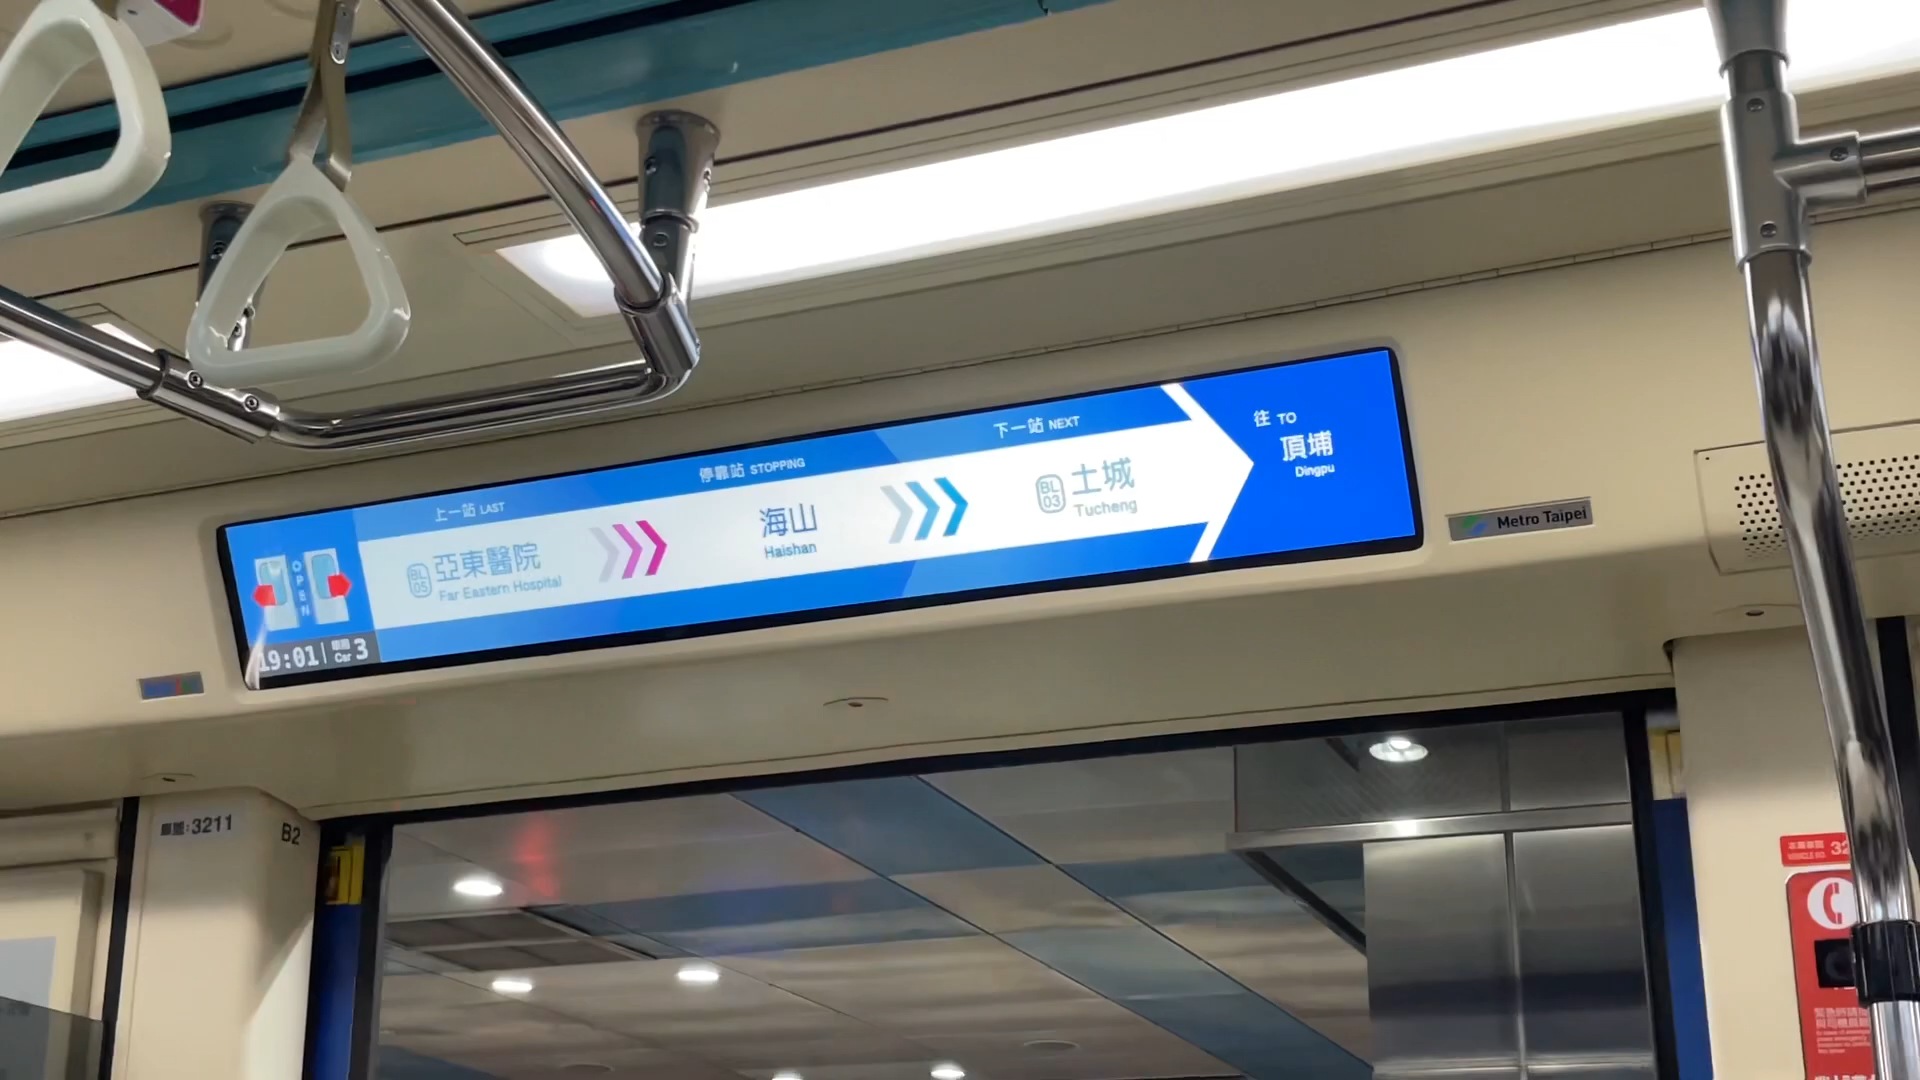 上一站 LAST
停靠站 STOPPING
下一站 NEXT
往 TO
頂埔
Dingpu
BL
05
亞東醫院
Far Eastern Hospital
海山
Haishan
BL
03
土城
Tucheng
OPEN
19:01
車廂
Car 3
Metro Taipei
3211
B2